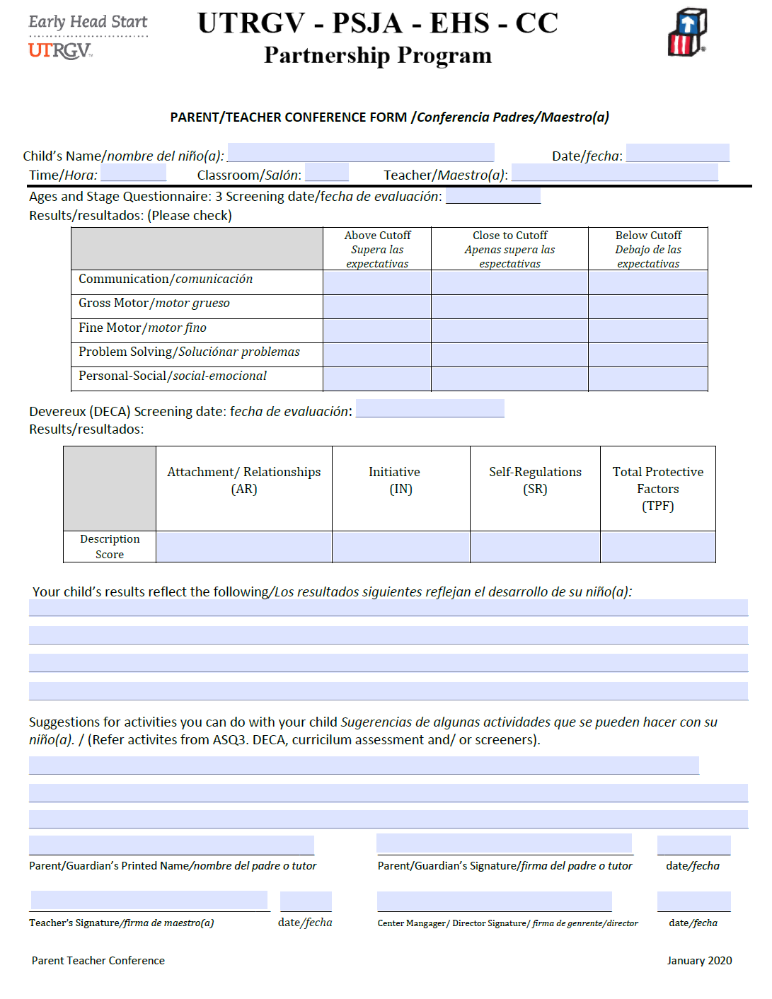 Early Head Start
UTRGV™
UTRGV - PSJA - EHS - CC
Partnership Program
PARENT/TEACHER CONFERENCE FORM /Conferencia Padres/Maestro(a)
Child's Name/nombre del niño(a): Date/fecha:
Time/Hora: Classroom/Salón: Teacher/Maestro(a):
Ages and Stage Questionnaire: 3 Screening date/fecha de evaluación:
Results/resultados: (Please check)
Above Cutoff Close to Cutoff Below Cutoff
Supera las Apenas supera las Debajo de las
expectativas espectativas expectativas
Communication/comunicación
Gross Motor/motor grueso
Fine Motor/motor fino
Problem Solving/Soluciónar problemas
Personal-Social/social-emocional
Devereux (DECA) Screening date: fecha de evaluación:
Results/resultados:
Attachment/ Relationships Initiative Self-Regulations Total Protective
(AR) (IN) (SR) Factors
(TPF)
Description
Score
Your child's results reflect the following/Los resultados siguientes reflejan el desarrollo de su niño(a):
Suggestions for activities you can do with your child Sugerencias de algunas actividades que se pueden hacer con su
niño(a). / (Refer activites from ASQ3. DECA, curricilum assessment and/ or screeners).
Parent/Guardian's Printed Name/nombre del padre o tutor Parent/Guardian's Signature/firma del padre o tutor date/fecha
Teacher's Signature/firma de maestro(a) date/fecha Center Mangager/ Director Signature/ firma de genrente/director date/fecha
Parent Teacher Conference January 2020